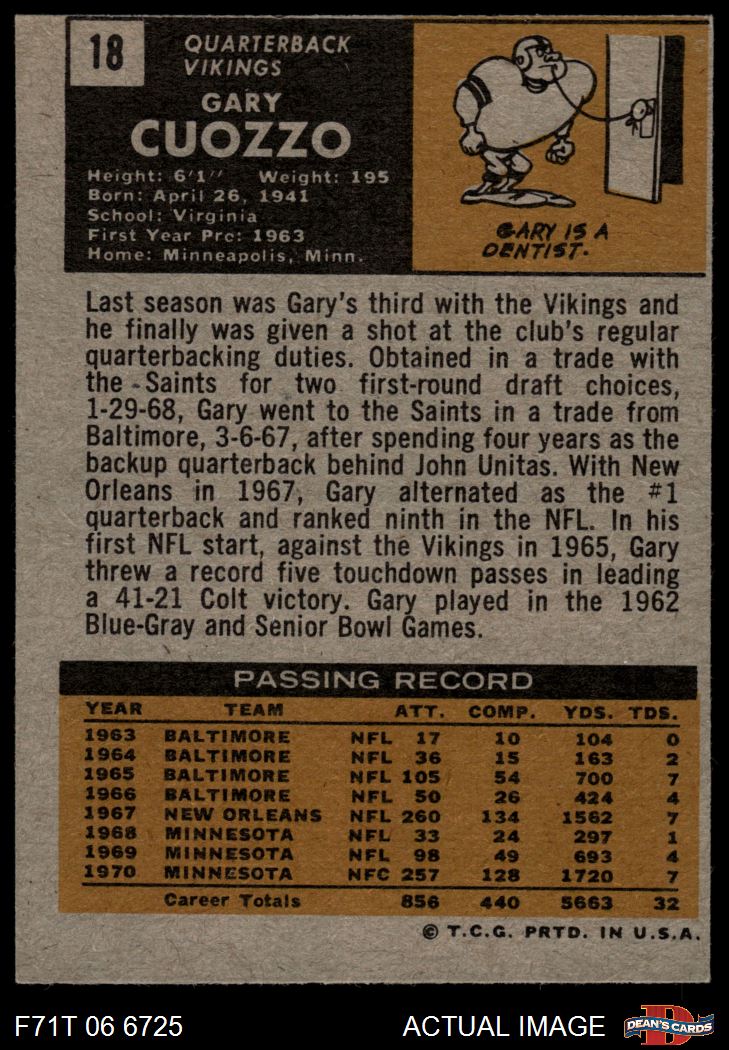 18
QUARTERBACK
VIKINGS
GARY
CUOZZO
Height: 6'1" Weight: 195
Born: April 26, 1941
School: Virginia
First Year Pro: 1963
Home: Minneapolis, Minn.
GARY IS A
DENTIST.
Last season was Gary's third with the Vikings and
he finally was given a shot at the club's regular
quarterbacking duties. Obtained in a trade with
the Saints for two first-round draft choices,
1-29-68, Gary went to the Saints in a trade from
Baltimore, 3-6-67, after spending four years as the
backup quarterback behind John Unitas. With New
Orleans in 1967, Gary alternated as the #1
quarterback and ranked ninth in the NFL. In his
first NFL start, against the Vikings in 1965, Gary
threw a record five touchdown passes in leading
a 41-21 Colt victory. Gary played in the 1962
Blue-Gray and Senior Bowl Games.
PASSING RECORD
YEAR TEAM ATT. COMP. YDS. TDS.
1963 BALTIMORE NFL 17 10 104 0
1964 BALTIMORE NFL 36 15 163 2
1965 BALTIMORE NFL 105 54 700 7
1966 BALTIMORE NFL 50 26 424 4
1967 NEW ORLEANS NFL 260 134 1562 7
1968 MINNESOTA NFL 33 24 297 1
1969 MINNESOTA NFL 98 49 693 4
1970 MINNESOTA NFC 257 128 1720 7
Career Totals 856 440 5663 32
© T.C.G. PRTD. IN U.S.A.
F71T 06 6725 ACTUAL IMAGE D DEAN'S CARDS